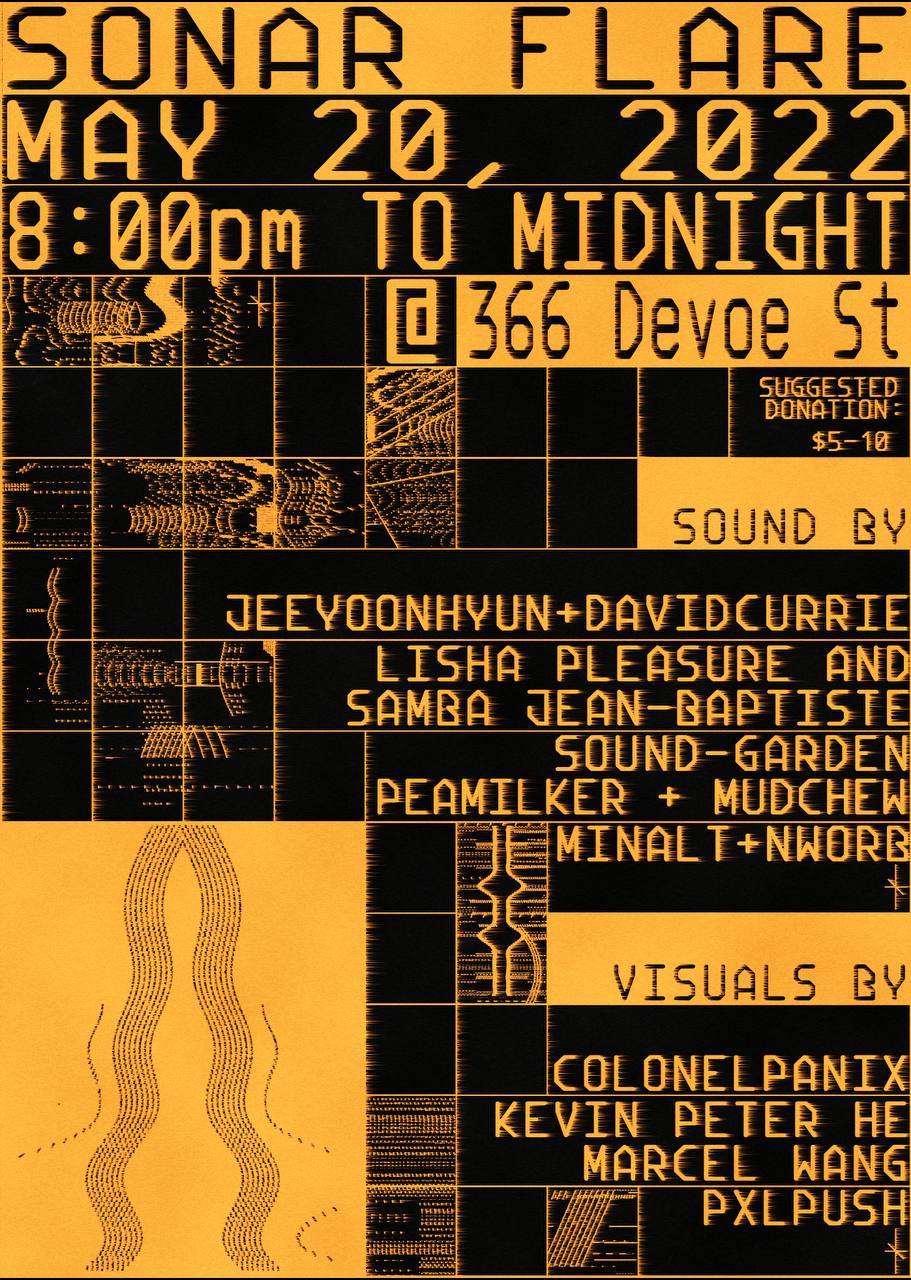 SONAR FLARE
MAY 20, 2022
8:00pm TO MIDNIGHT
@ 366 Devoe St
SUGGESTED
DONATION:
$5-10
SOUND BY
JEEYOONHYUN+DAVIDCURRIE
LISHA PLEASURE AND
SAMBA JEAN-BAPTISTE
SOUND-GARDEN
PEAMILKER + MUDCHEW
MINALT+NWORB
VISUALS BY
COLONELPANIX
KEVIN PETER HE
MARCEL WANG
PXLPUSH